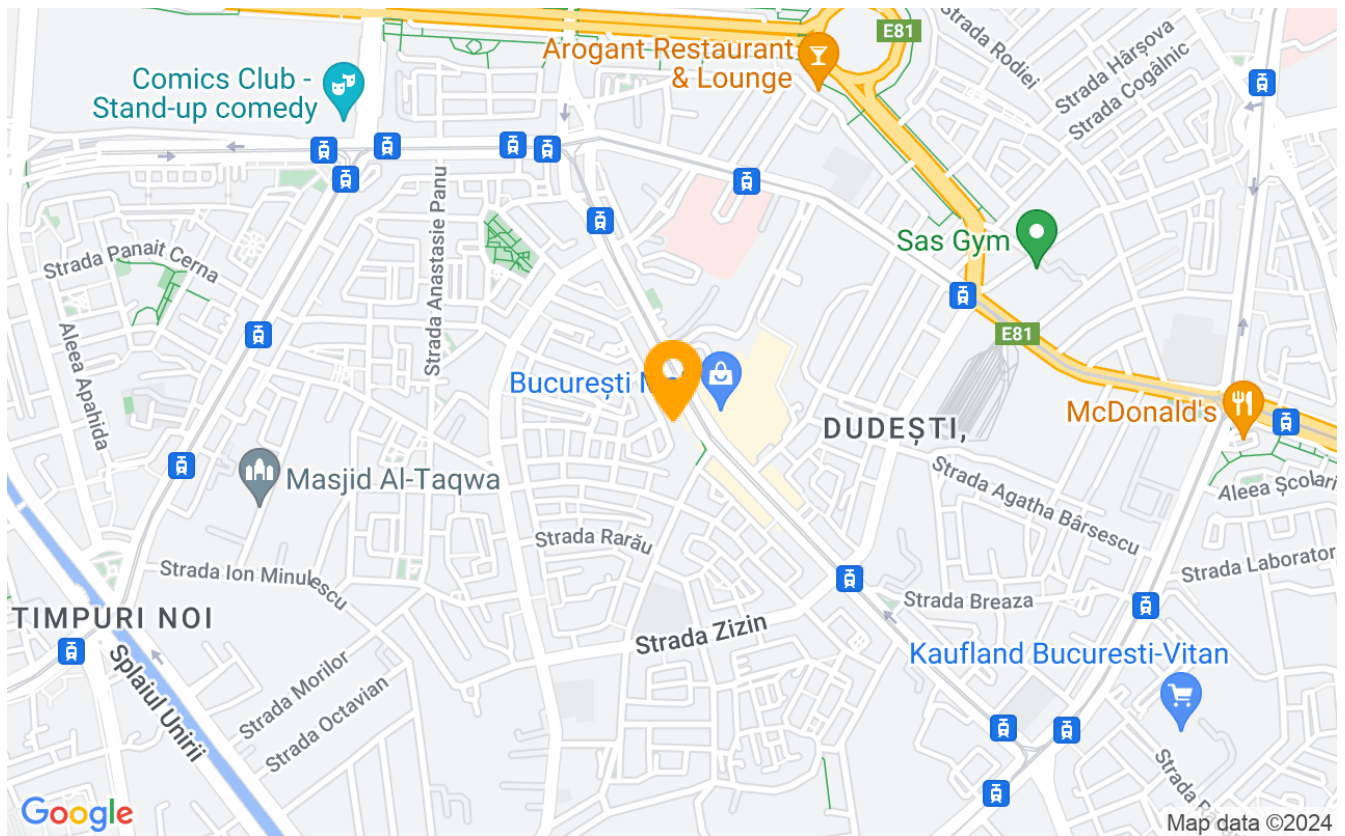 E81
Strada Rodiei
Strada Hârșova
Strada Cogâlnic
Arogant Restaurant
& Lounge
Comics Club -
Stand-up comedy
Strada Anastasie Panu
Strada Panait Cerna
Aleea Apahida
Sas Gym
E81
București
McDonald's
DUDEȘTI,
Masjid Al-Taqwa
Strada Agatha Bârsescu
Aleea Școlari
Strada Rarău
Strada Laborator
Strada Ion Minulescu
Strada Breaza
TIMPURI NOI
Strada Zizin
Kaufland Bucuresti-Vitan
Splaiul Unirii
Strada Morilor
Strada Octavian
Strada
Google
Map data ©2024